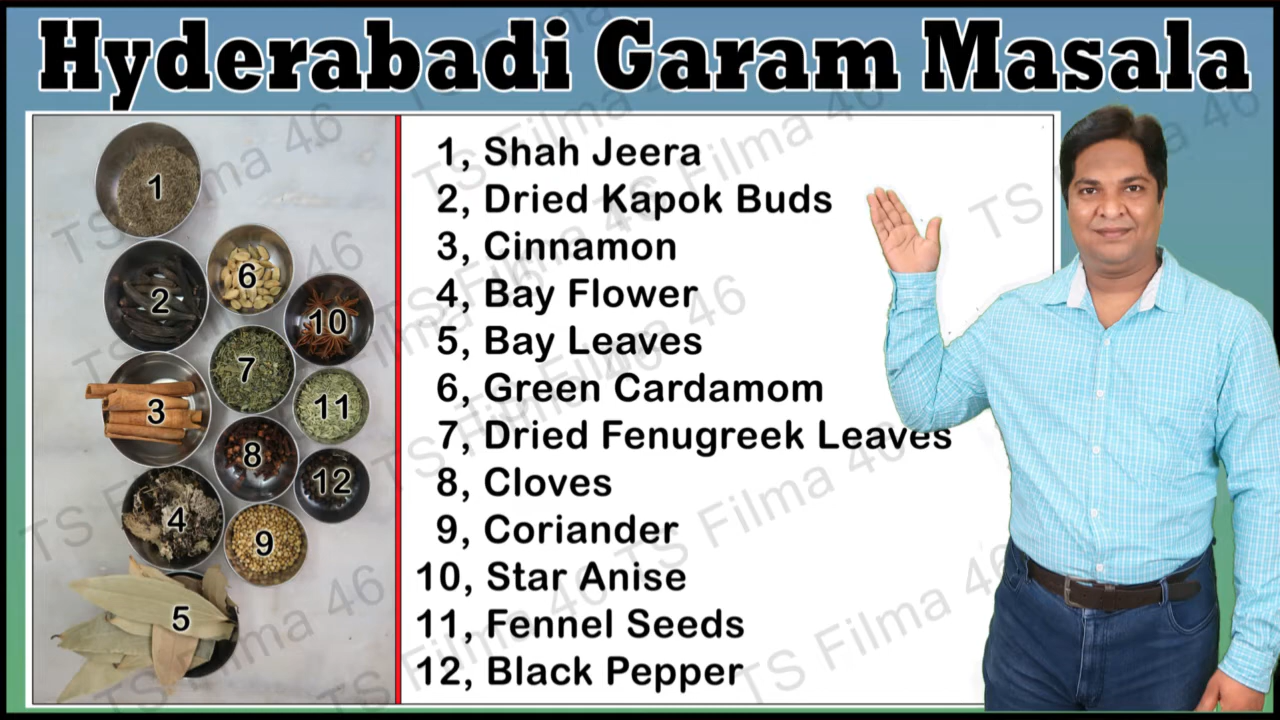 Hyderabadi Garam Masala
1, Shah Jeera
2, Dried Kapok Buds
3, Cinnamon
4, Bay Flower
5, Bay Leaves
6, Green Cardamom
7, Dried Fenugreek Leaves
8, Cloves
9, Coriander
10, Star Anise
11, Fennel Seeds
12, Black Pepper
1
2
6
10
7
3
11
8
12
4
9
5
TS Filma 46